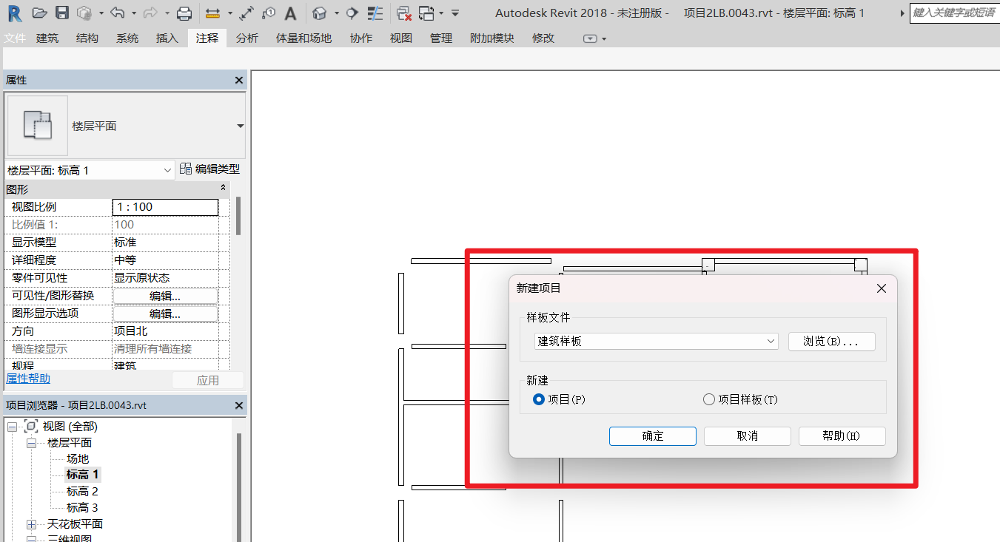 Autodesk Revit 2018 - 未注册版 - 项目2LB.0043.rvt - 楼层平面: 标高 1
键入关键字或短语
文件 建筑 结构 系统 插入 注释 分析 体量和场地 协作 视图 管理 附加模块 修改
属性
楼层平面
楼层平面: 标高 1
编辑类型
图形
视图比例 1 : 100
比例值 1: 100
显示模型 标准
详细程度 中等
零件可见性 显示原状态
可见性/图形替换 编辑...
图形显示选项 编辑...
方向 项目北
墙连接显示 清理所有墙连接
规程 建筑
属性帮助 应用
项目浏览器 - 项目2LB.0043.rvt
视图 (全部)
楼层平面
场地
标高 1
标高 2
标高 3
天花板平面
三维视图
新建项目
样板文件
建筑样板 浏览(B)...
新建
项目(P) 项目样板(T)
确定 取消 帮助(H)